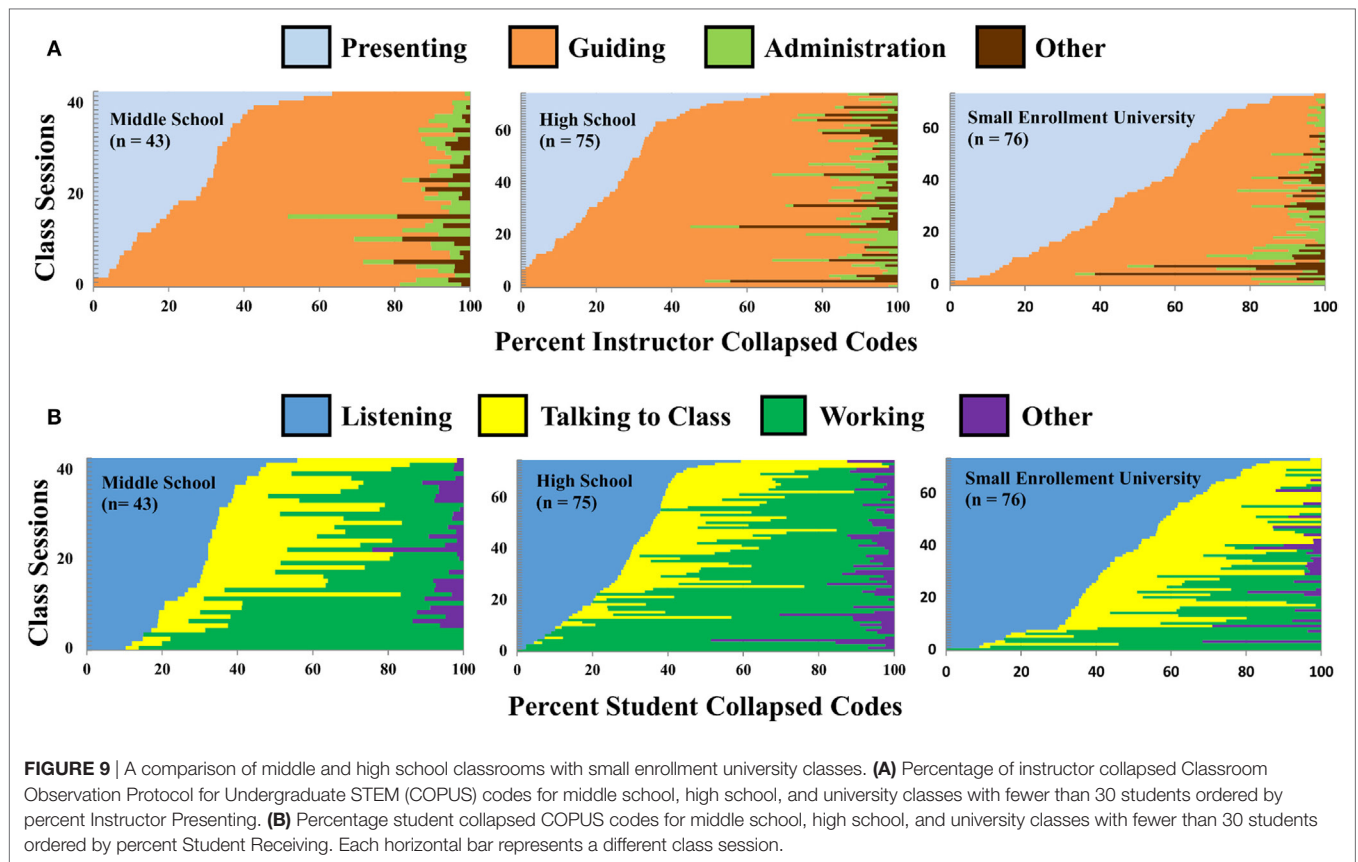 A
Presenting Guiding Administration Other
Class Sessions
40
20
0
Middle School
(n = 43)
0 20 40 60 80 100
60
40
20
0
High School
(n = 75)
0 20 40 60 80 100
60
40
20
0
Small Enrollment University
(n = 76)
0 20 40 60 80 100
Percent Instructor Collapsed Codes
B
Listening Talking to Class Working Other
Class Sessions
40
20
0
Middle School
(n= 43)
0 20 40 60 80 100
60
40
20
0
High School
(n = 75)
0 20 40 60 80 100
60
40
20
0
Small Enrollement University
(n = 76)
0 20 40 60 80 100
Percent Student Collapsed Codes
FIGURE 9 | A comparison of middle and high school classrooms with small enrollment university classes. (A) Percentage of instructor collapsed Classroom
Observation Protocol for Undergraduate STEM (COPUS) codes for middle school, high school, and university classes with fewer than 30 students ordered by
percent Instructor Presenting. (B) Percentage student collapsed COPUS codes for middle school, high school, and university classes with fewer than 30 students
ordered by percent Student Receiving. Each horizontal bar represents a different class session.